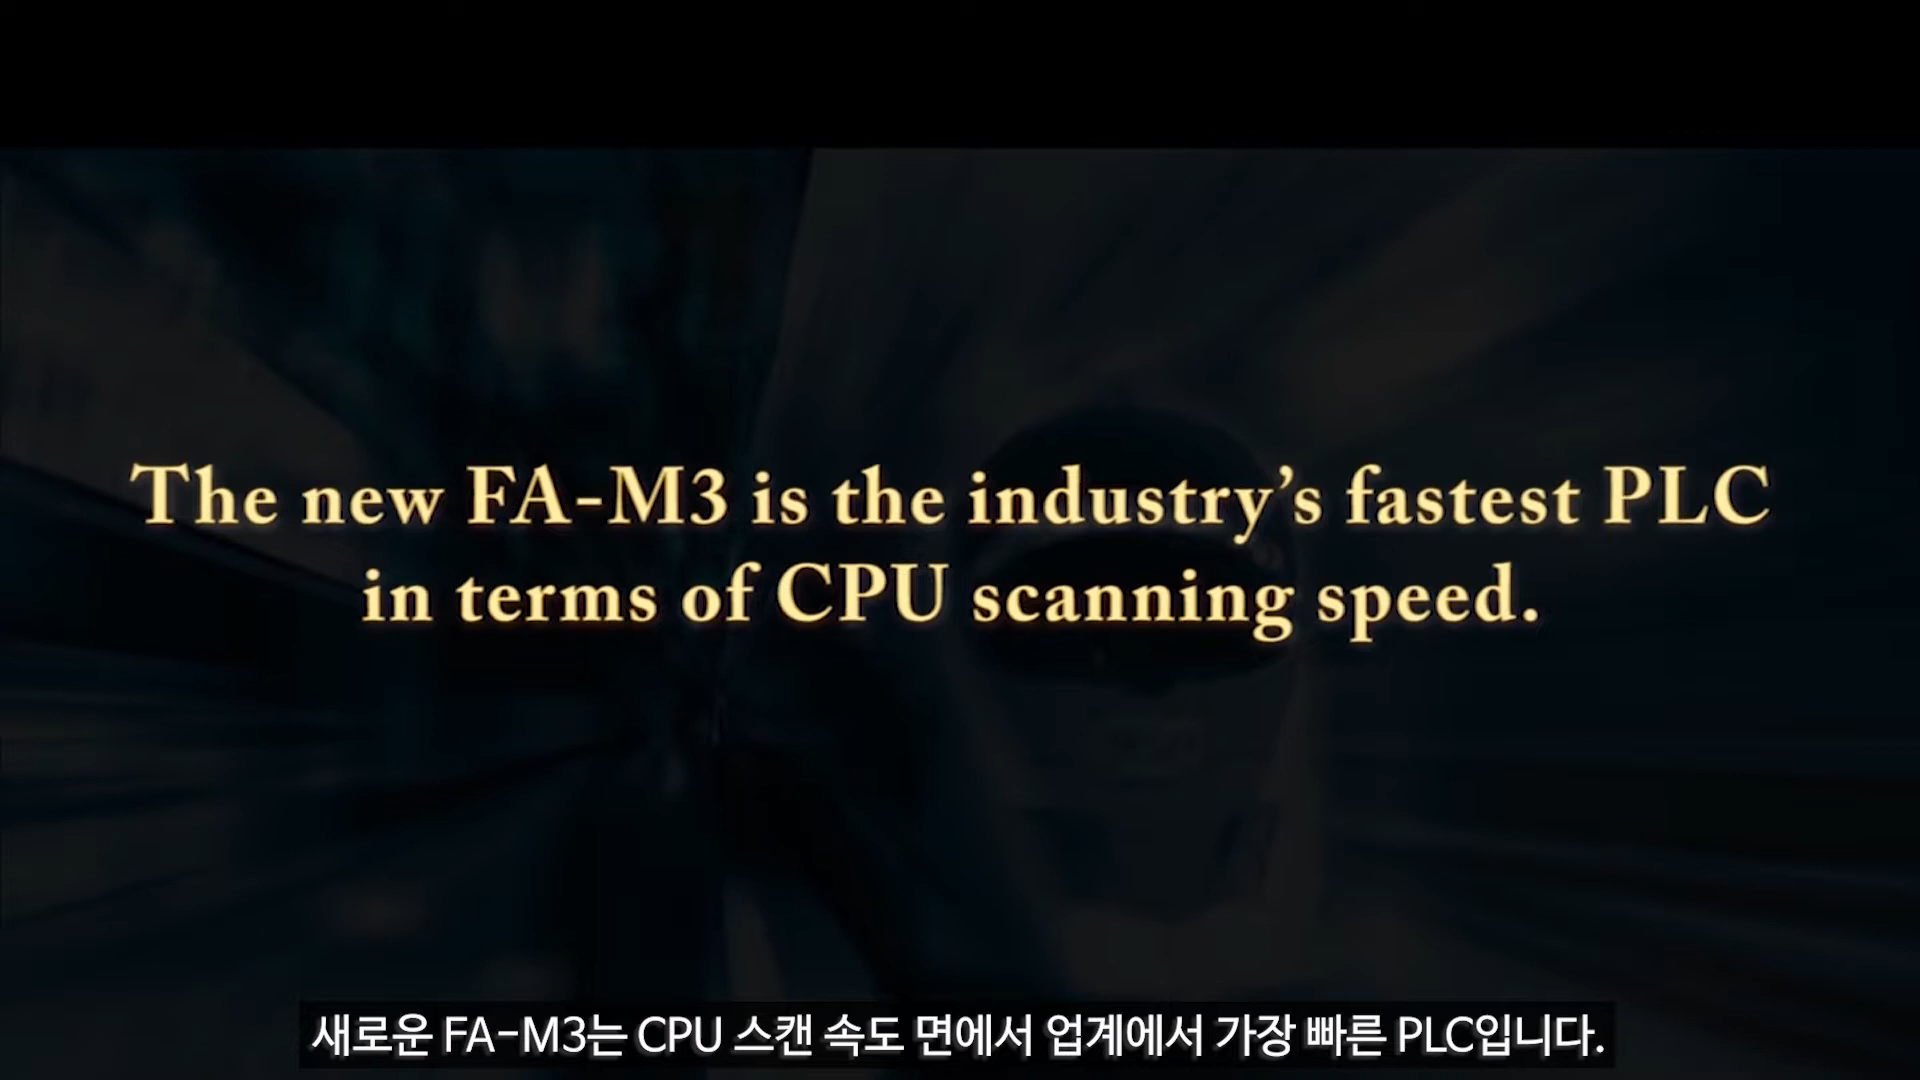 The new FA-M3 is the industry’s fastest PLC
in terms of CPU scanning speed.
새로운 FA-M3는 CPU 스캔 속도 면에서 업계에서 가장 빠른 PLC입니다.